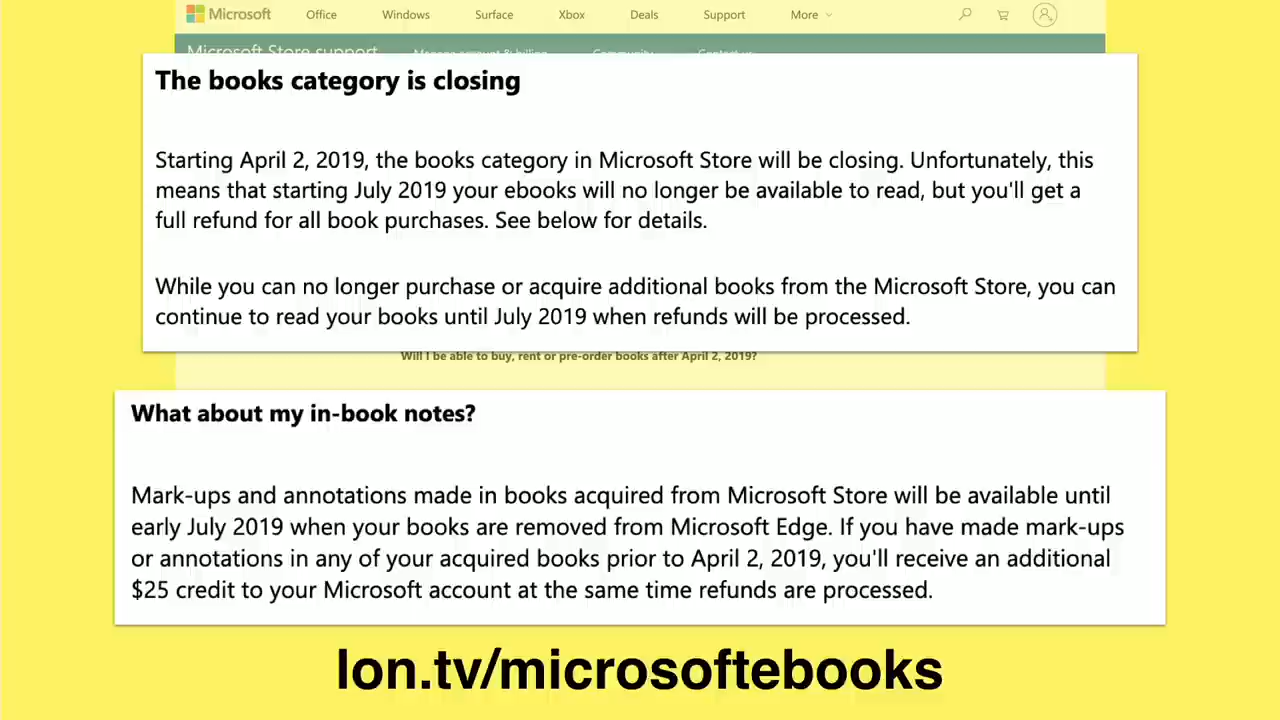 Microsoft Office Windows Surface Xbox Deals Support More
Microsoft Store support Manage account & billing Community Contact us
The books category is closing
Starting April 2, 2019, the books category in Microsoft Store will be closing. Unfortunately, this
means that starting July 2019 your ebooks will no longer be available to read, but you'll get a
full refund for all book purchases. See below for details.
While you can no longer purchase or acquire additional books from the Microsoft Store, you can
continue to read your books until July 2019 when refunds will be processed.
Will I be able to buy, rent or pre-order books after April 2, 2019?
What about my in-book notes?
Mark-ups and annotations made in books acquired from Microsoft Store will be available until
early July 2019 when your books are removed from Microsoft Edge. If you have made mark-ups
or annotations in any of your acquired books prior to April 2, 2019, you'll receive an additional
$25 credit to your Microsoft account at the same time refunds are processed.
lon.tv/microsoftebooks